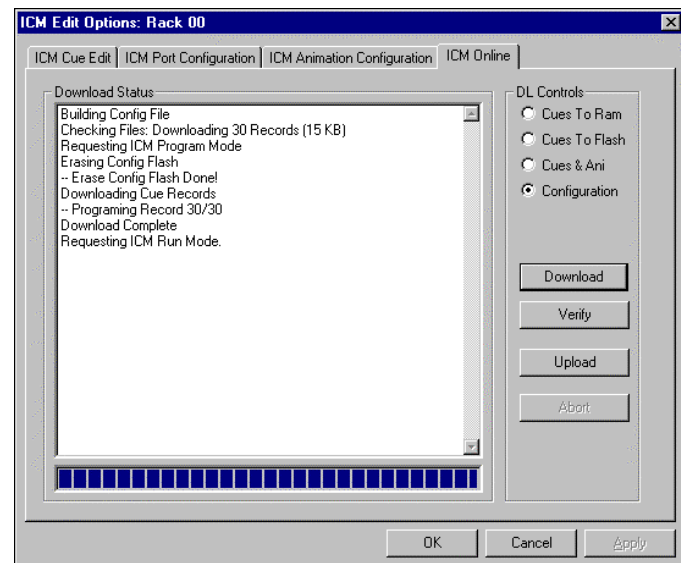 ICM Edit Options: Rack 00
ICM Cue Edit
ICM Port Configuration
ICM Animation Configuration
ICM Online
Download Status
Building Config File
Checking Files: Downloading 30 Records (15 KB)
Requesting ICM Program Mode
Erasing Config Flash
-- Erase Config Flash Done!
Downloading Cue Records
-- Programing Record 30/30
Download Complete
Requesting ICM Run Mode.
DL Controls
Cues To Ram
Cues To Flash
Cues & Ani
Configuration
Download
Verify
Upload
Abort
OK
Cancel
Apply